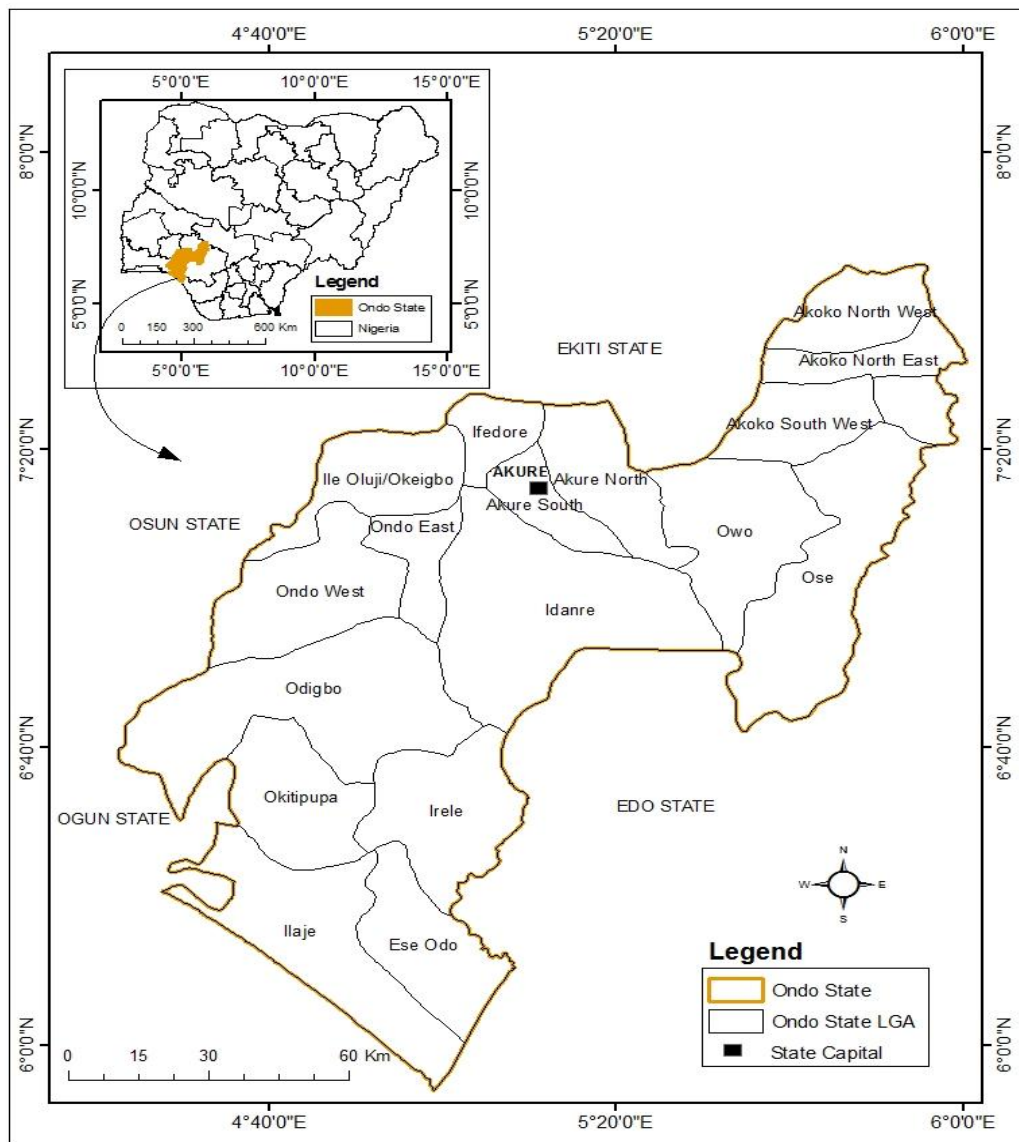 4°40'0"E 5°20'0"E 6°0'0"E
5°0'0"E 10°0'0"E 15°0'0"E
8°0'0"N
8°0'0"N
10°0'0"N
10°0'0"N
5°0'0"N
5°0'0"N
Legend
Ondo State
Nigeria
0 150 300 600 Km
5°0'0"E 10°0'0"E 15°0'0"E
EKITI STATE
Akoko North West
Akoko North East
Akoko South West
7°20'0"N
7°20'0"N
Ifedore
Ile Oluji/Okeigbo
AKURE
Akure North
Akure South
OSUN STATE
Ondo East
Owo
Ose
Ondo West
Idanre
Odigbo
6°40'0"N
6°40'0"N
Okitipupa
Irele
OGUN STATE
EDO STATE
N
W E
S
Ilaje
Ese Odo
Legend
Ondo State
Ondo State LGA
State Capital
6°0'0"N
6°0'0"N
0 15 30 60 Km
4°40'0"E 5°20'0"E 6°0'0"E